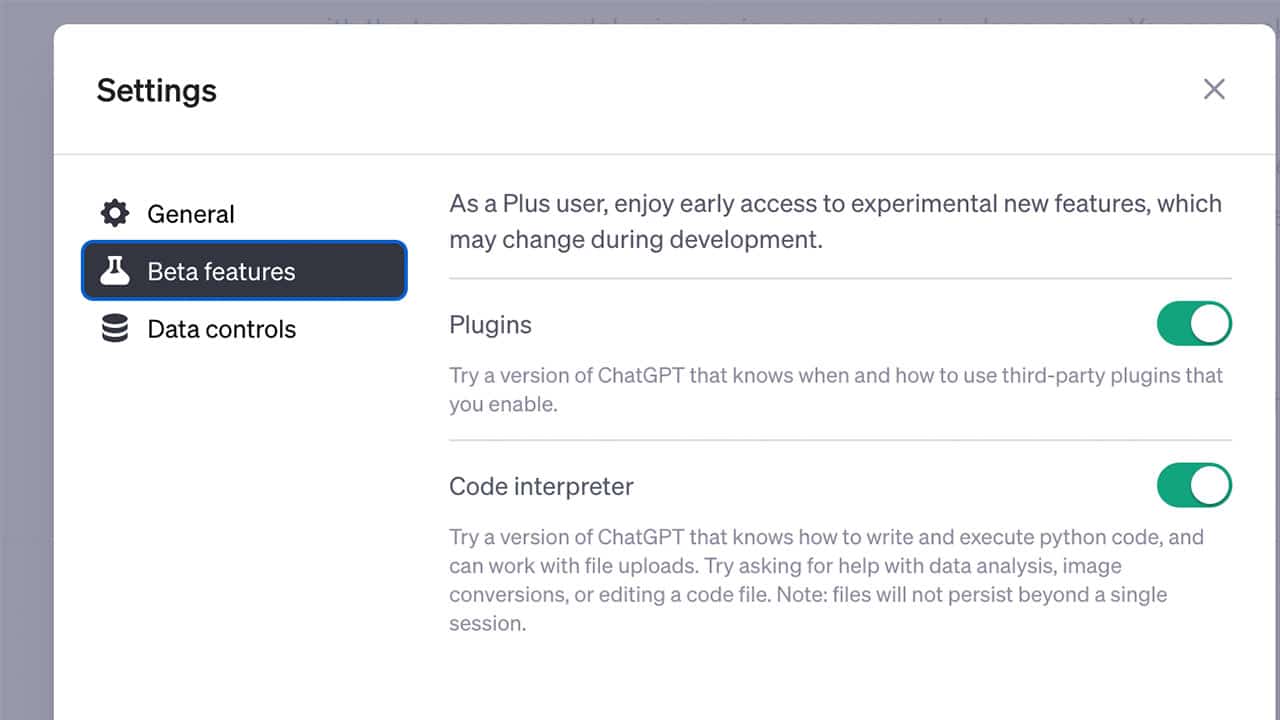 Settings
General
Beta features
Data controls
As a Plus user, enjoy early access to experimental new features, which
may change during development.
Plugins
Try a version of ChatGPT that knows when and how to use third-party plugins that
you enable.
Code interpreter
Try a version of ChatGPT that knows how to write and execute python code, and
can work with file uploads. Try asking for help with data analysis, image
conversions, or editing a code file. Note: files will not persist beyond a single
session.